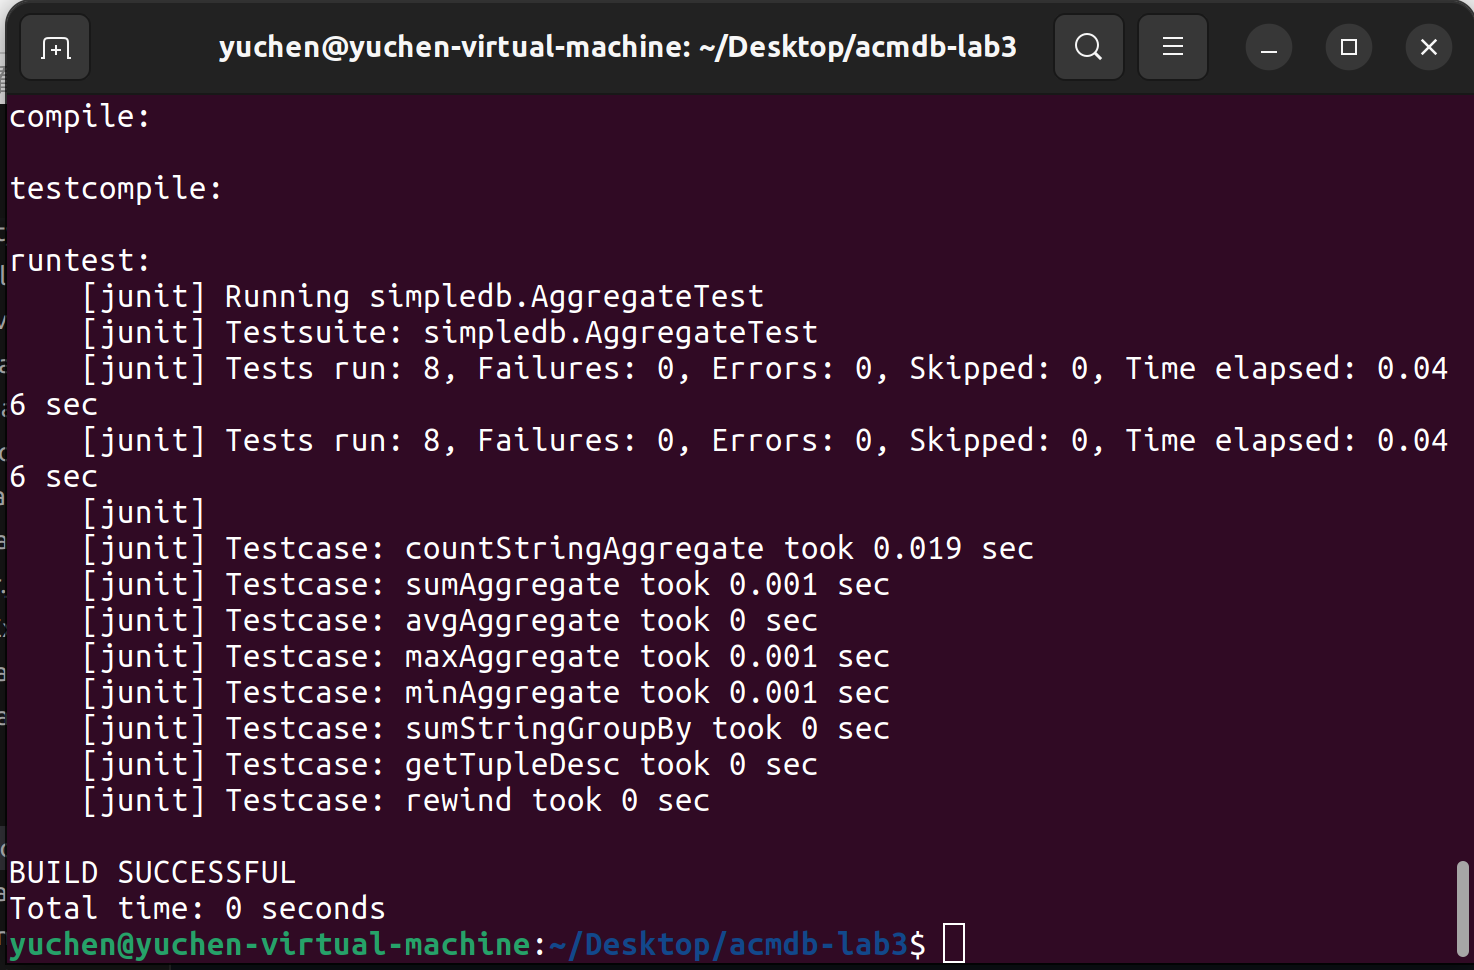 yuchen@yuchen-virtual-machine: ~/Desktop/acmdb-lab3
compile:
testcompile:
runtest:
[junit] Running simpledb.AggregateTest
[junit] Testsuite: simpledb.AggregateTest
[junit] Tests run: 8, Failures: 0, Errors: 0, Skipped: 0, Time elapsed: 0.04
6 sec
[junit] Tests run: 8, Failures: 0, Errors: 0, Skipped: 0, Time elapsed: 0.04
6 sec
[junit]
[junit] Testcase: countStringAggregate took 0.019 sec
[junit] Testcase: sumAggregate took 0.001 sec
[junit] Testcase: avgAggregate took 0 sec
[junit] Testcase: maxAggregate took 0.001 sec
[junit] Testcase: minAggregate took 0.001 sec
[junit] Testcase: sumStringGroupBy took 0 sec
[junit] Testcase: getTupleDesc took 0 sec
[junit] Testcase: rewind took 0 sec
BUILD SUCCESSFUL
Total time: 0 seconds
yuchen@yuchen-virtual-machine:~/Desktop/acmdb-lab3$